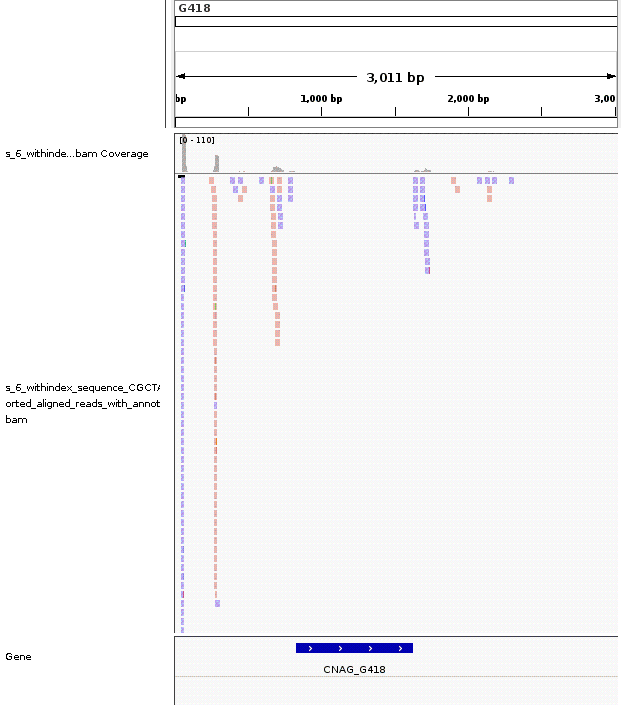 G418
3,011 bp
bp 1,000 bp 2,000 bp 3,00
[0 - 110]
s_6_withinde...bam Coverage
s_6_withindex_sequence_CGCTA
orted_aligned_reads_with_annot
bam
Gene
CNAG_G418